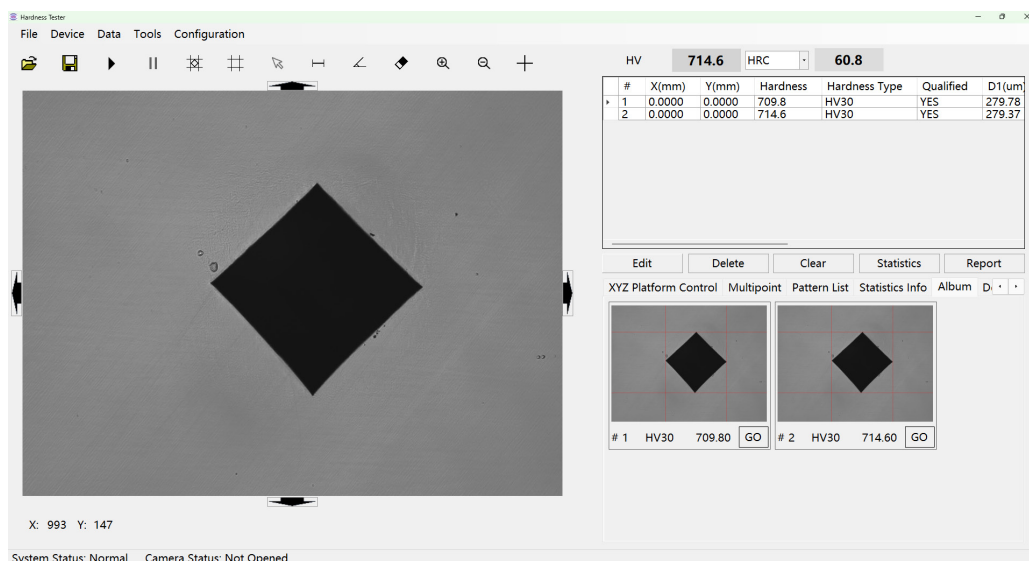 Hardness Tester
File Device Data Tools Configuration
HV 714.6 HRC 60.8
# X(mm) Y(mm) Hardness Hardness Type Qualified D1(um)
1 0.0000 0.0000 709.8 HV30 YES 279.78
2 0.0000 0.0000 714.6 HV30 YES 279.37
Edit Delete Clear Statistics Report
XYZ Platform Control Multipoint Pattern List Statistics Info Album
# 1 HV30 709.80 GO # 2 HV30 714.60 GO
X: 993 Y: 147
System Status: Normal Camera Status: Not Opened